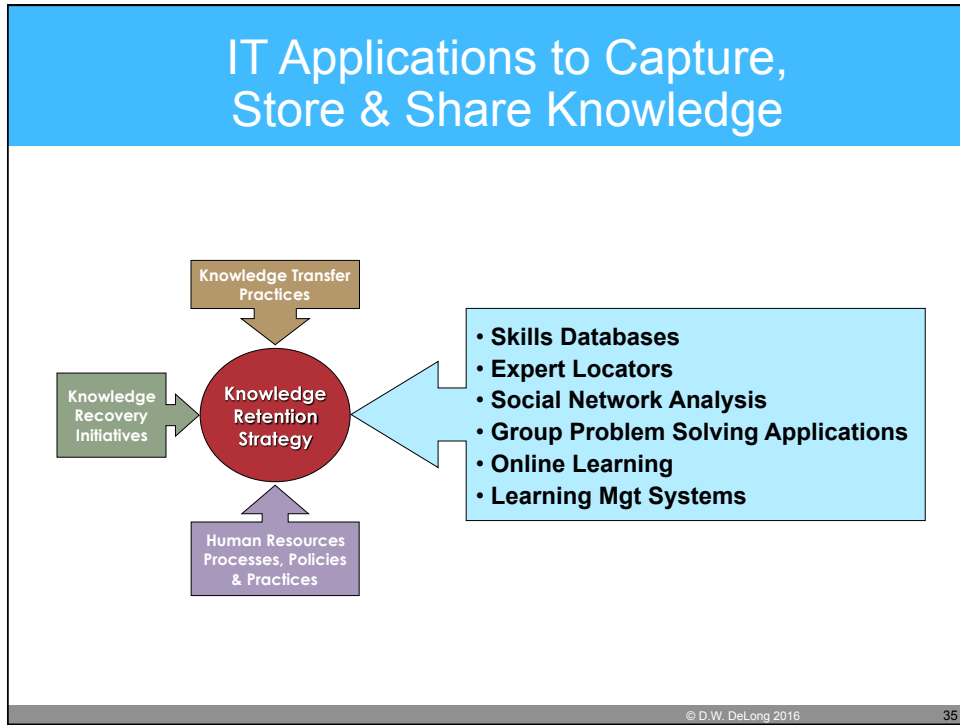 IT Applications to Capture,
Store & Share Knowledge
Knowledge Transfer
Practices
Knowledge
Recovery
Initiatives
Knowledge
Retention
Strategy
• Skills Databases
• Expert Locators
• Social Network Analysis
• Group Problem Solving Applications
• Online Learning
• Learning Mgt Systems
Human Resources
Processes, Policies
& Practices
© D.W. DeLong 2016
35